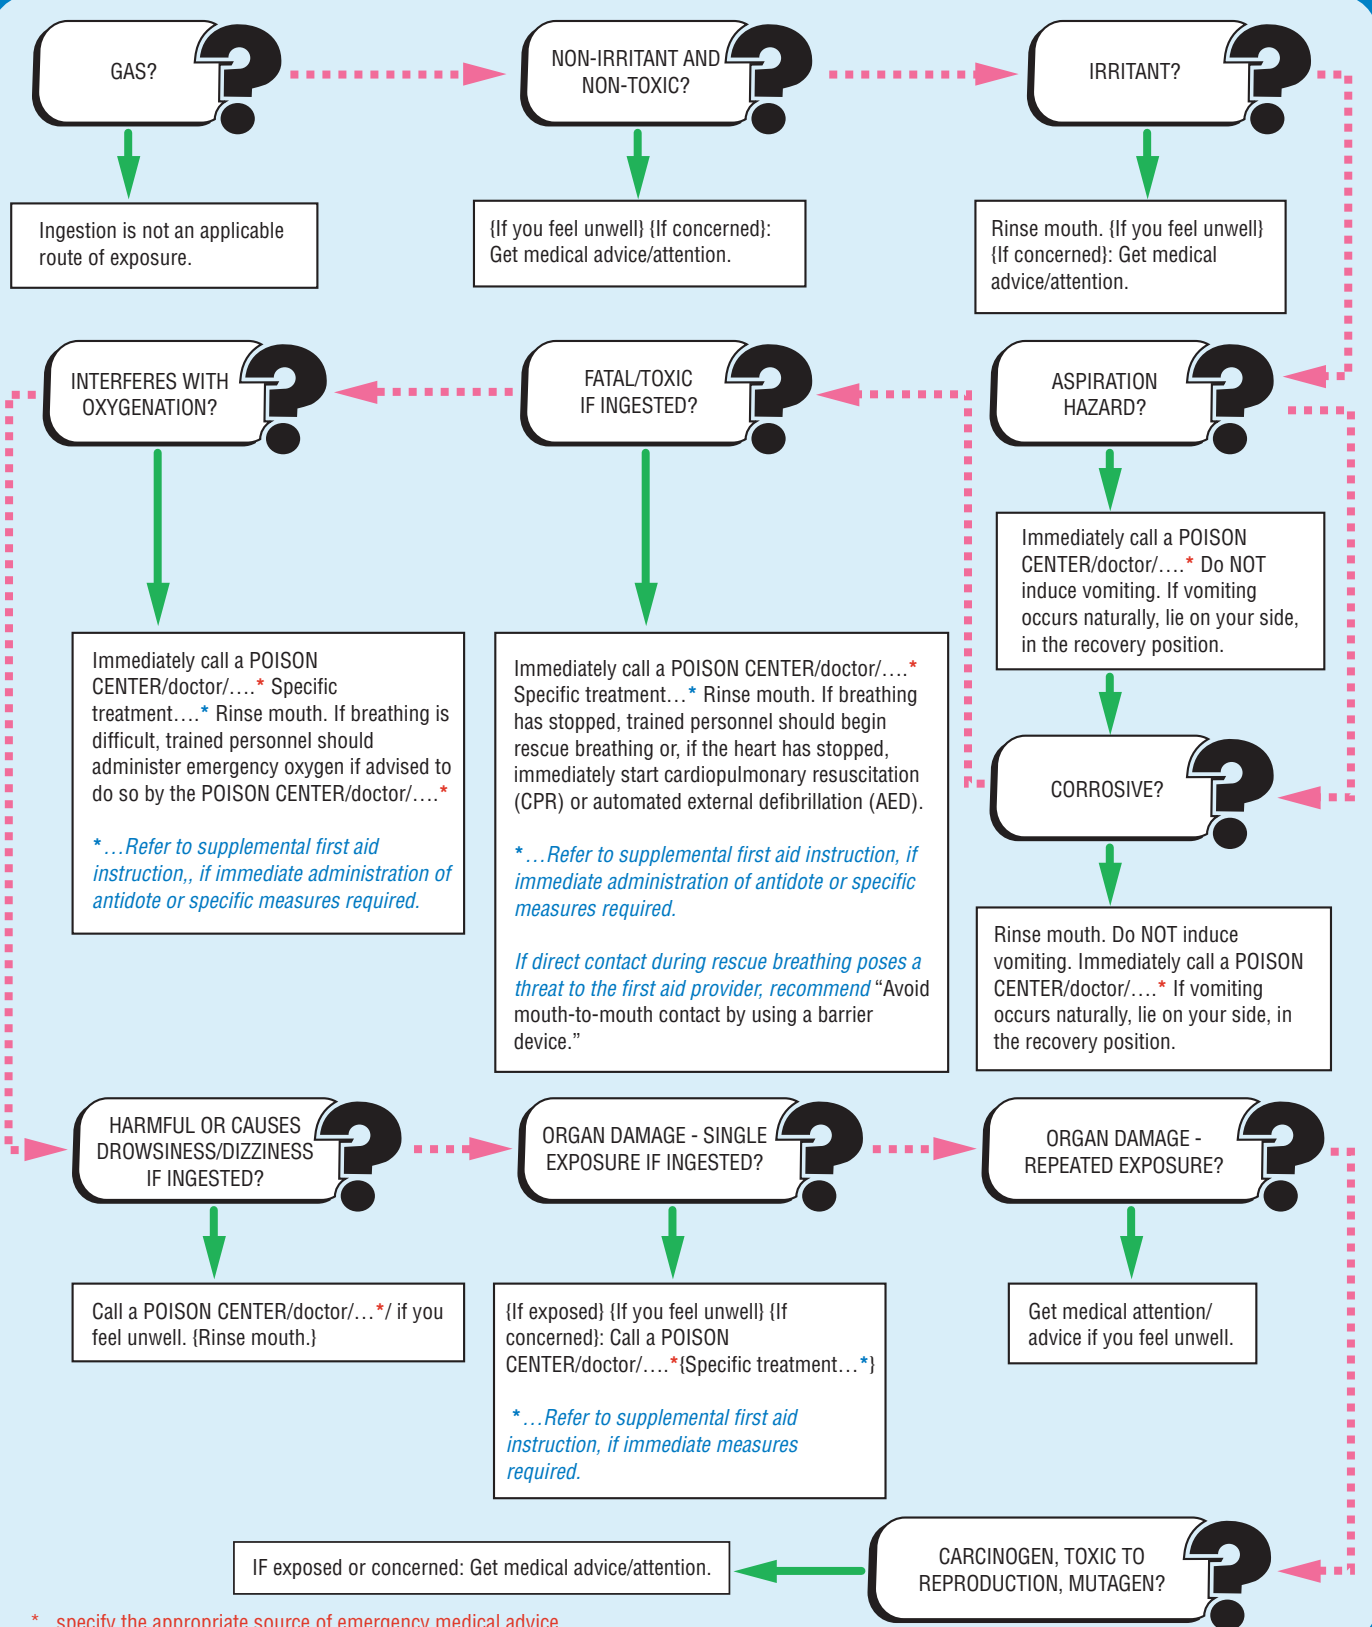 GAS?
NON-IRRITANT AND
NON-TOXIC?
IRRITANT?
Ingestion is not an applicable
route of exposure.
{If you feel unwell} {If concerned}:
Get medical advice/attention.
Rinse mouth. {If you feel unwell}
{If concerned}: Get medical
advice/attention.
INTERFERES WITH
OXYGENATION?
FATAL/TOXIC
IF INGESTED?
ASPIRATION
HAZARD?
Immediately call a POISON
CENTER/doctor/....* Do NOT
induce vomiting. If vomiting
occurs naturally, lie on your side,
in the recovery position.
Immediately call a POISON
CENTER/doctor/....* Specific
treatment....* Rinse mouth. If breathing is
difficult, trained personnel should
administer emergency oxygen if advised to
do so by the POISON CENTER/doctor/....*
*...Refer to supplemental first aid
instruction,, if immediate administration of
antidote or specific measures required.
Immediately call a POISON CENTER/doctor/....*
Specific treatment...* Rinse mouth. If breathing
has stopped, trained personnel should begin
rescue breathing or, if the heart has stopped,
immediately start cardiopulmonary resuscitation
(CPR) or automated external defibrillation (AED).
*...Refer to supplemental first aid instruction, if
immediate administration of antidote or specific
measures required.
If direct contact during rescue breathing poses a
threat to the first aid provider, recommend “Avoid
mouth-to-mouth contact by using a barrier
device.”
CORROSIVE?
Rinse mouth. Do NOT induce
vomiting. Immediately call a POISON
CENTER/doctor/....* If vomiting
occurs naturally, lie on your side, in
the recovery position.
HARMFUL OR CAUSES
DROWSINESS/DIZZINESS
IF INGESTED?
ORGAN DAMAGE - SINGLE
EXPOSURE IF INGESTED?
ORGAN DAMAGE -
REPEATED EXPOSURE?
Call a POISON CENTER/doctor/...*/ if you
feel unwell. {Rinse mouth.}
{If exposed} {If you feel unwell} {If
concerned}: Call a POISON
CENTER/doctor/....*{Specific treatment...*}
*...Refer to supplemental first aid
instruction, if immediate measures
required.
Get medical attention/
advice if you feel unwell.
IF exposed or concerned: Get medical advice/attention.
CARCINOGEN, TOXIC TO
REPRODUCTION, MUTAGEN?
* specify the appropriate source of emergency medical advice